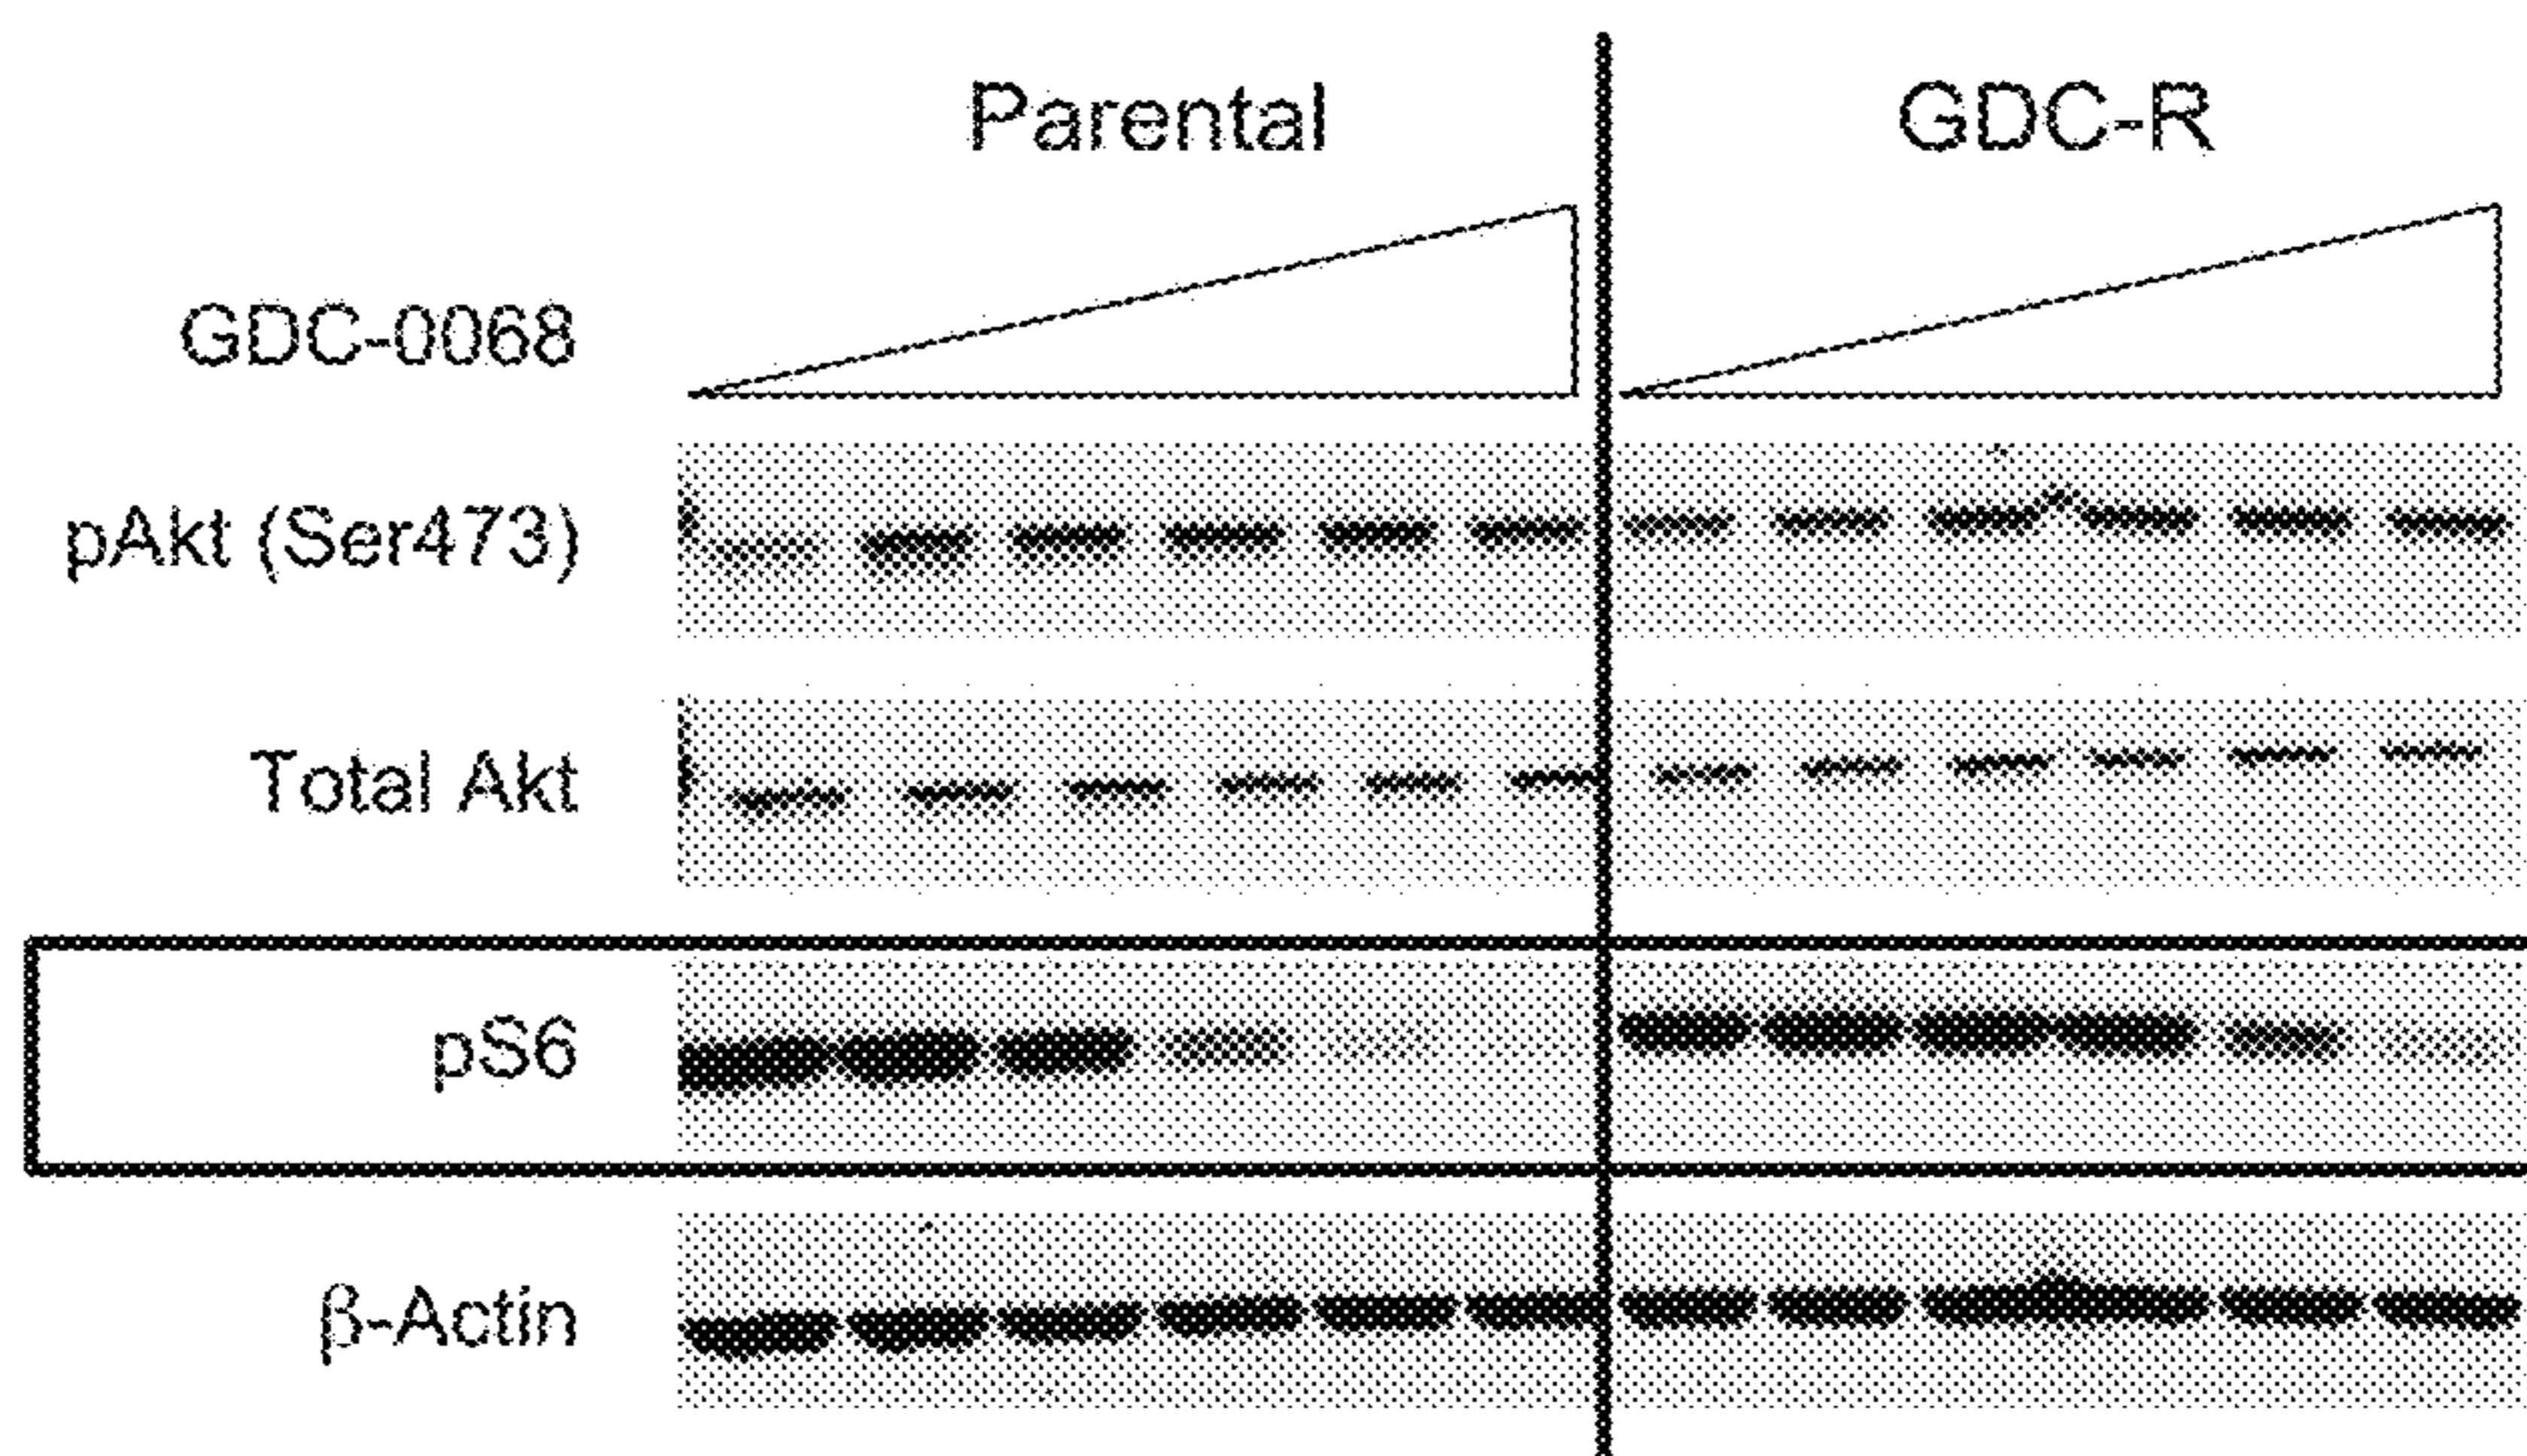 Parental GDC-R
GDC-0068
pAkt (Ser473)
Total Akt
pS6
β-Actin